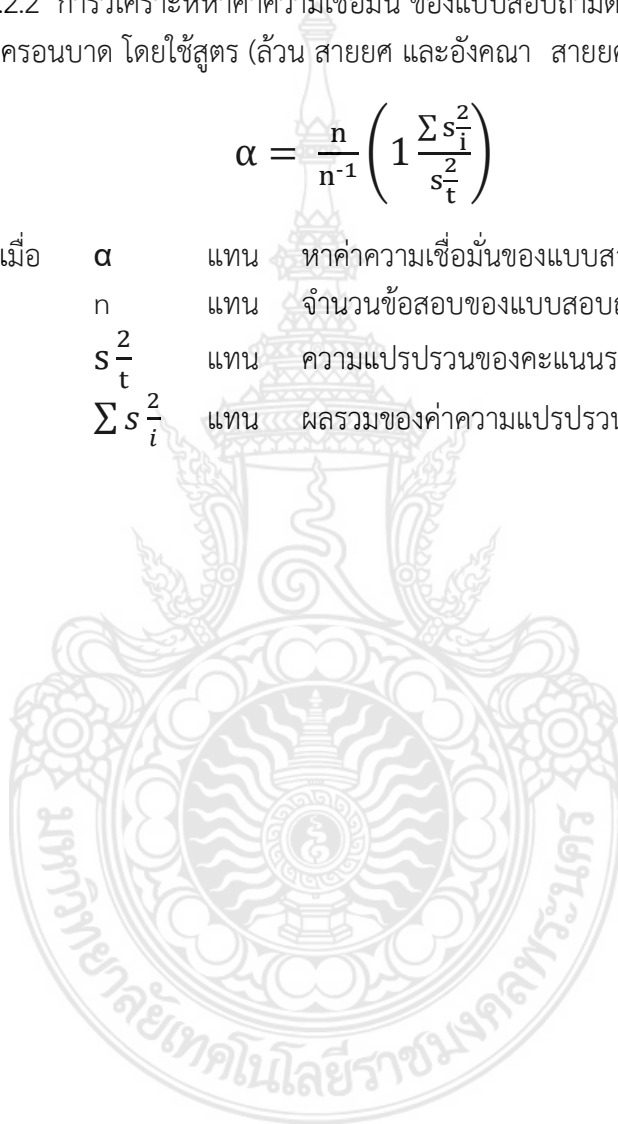 .2.2 การวิเคราะห์หาค่าความเชื่อมั่น ของแบบสอบถามด
ครอนบาด โดยใช้สูตร (ล้วน สายยศ และอังคณา สายยศ
α = n/n⁻¹ (1 ∑ s 2/i / s 2/t)
เมื่อ α แทน หาค่าความเชื่อมั่นของแบบส
n แทน จำนวนข้อสอบของแบบสอบถ
s 2/t แทน ความแปรปรวนของคะแนนร
∑ s 2/i แทน ผลรวมของค่าความแปรปรวน
มหาวิทยาลัยเทคโนโลยีราชมงคลพระนคร